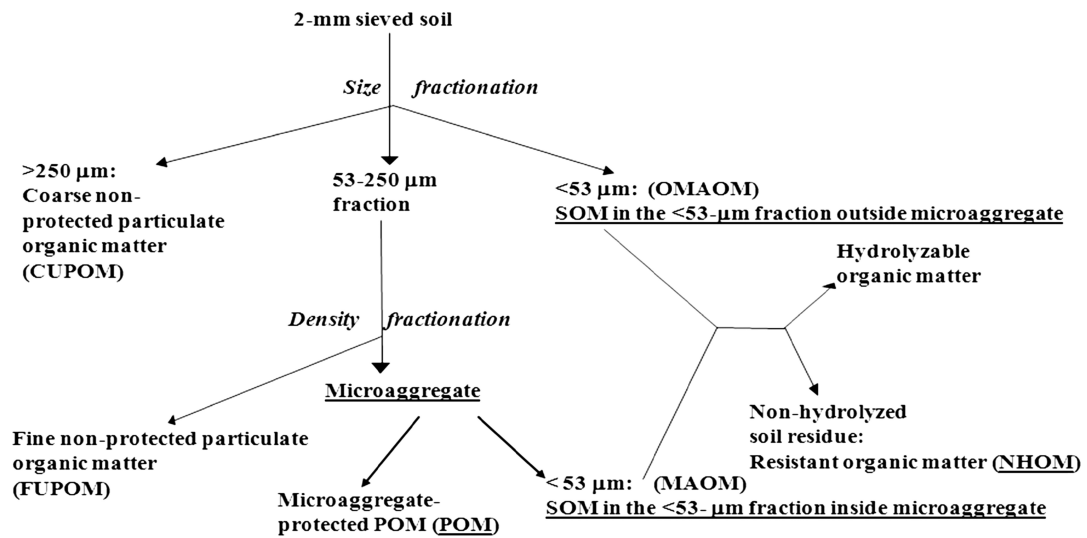 2-mm sieved soil
Size fractionation
>250 µm:
Coarse non-
protected particulate
organic matter
(CUPOM)
53-250 µm
fraction
<53 µm: (OMAOM)
SOM in the <53-µm fraction outside microaggregate
Hydrolyzable
organic matter
Density fractionation
Microaggregate
Fine non-protected particulate
organic matter
(FUPOM)
Microaggregate-
protected POM (POM)
Non-hydrolyzed
soil residue:
Resistant organic matter (NHOM)
< 53 µm: (MAOM)
SOM in the <53- µm fraction inside microaggregate